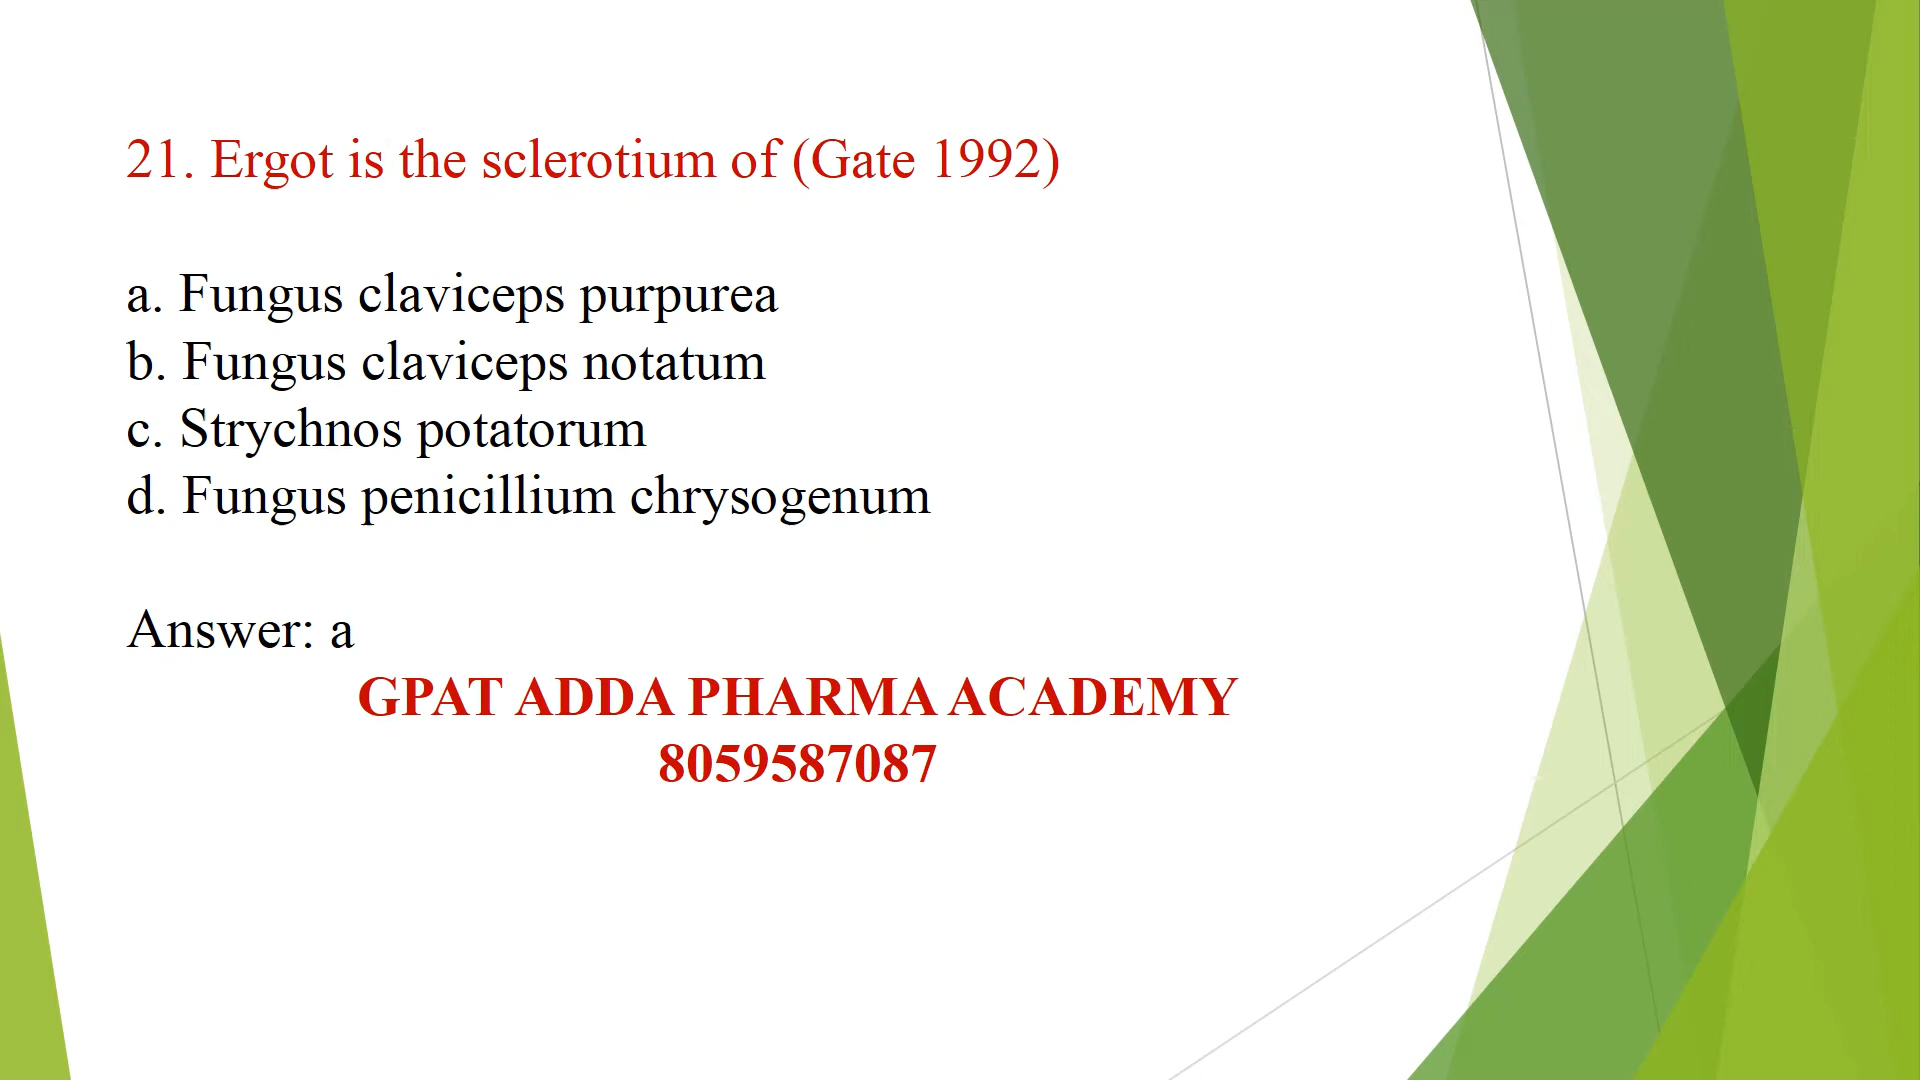 21. Ergot is the sclerotium of (Gate 1992)
a. Fungus claviceps purpurea
b. Fungus claviceps notatum
c. Strychnos potatorum
d. Fungus penicillium chrysogenum
Answer: a
GPAT ADDA PHARMA ACADEMY
8059587087